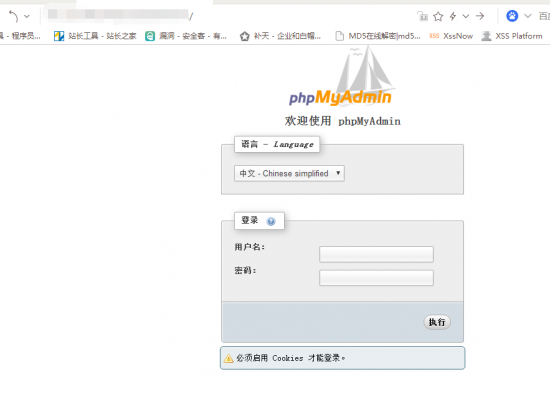 /
百
具 - 程序员... 站长工具 - 站长之家 漏洞 - 安全客 - 有... 补天 - 企业和白帽... MD5在线解密|md5... XSS XssNow XSS Platform
phpMyAdmin
欢迎使用 phpMyAdmin
语言 - Language
中文 - Chinese simplified
登录
用户名:
密码:
执行
必须启用 Cookies 才能登录。